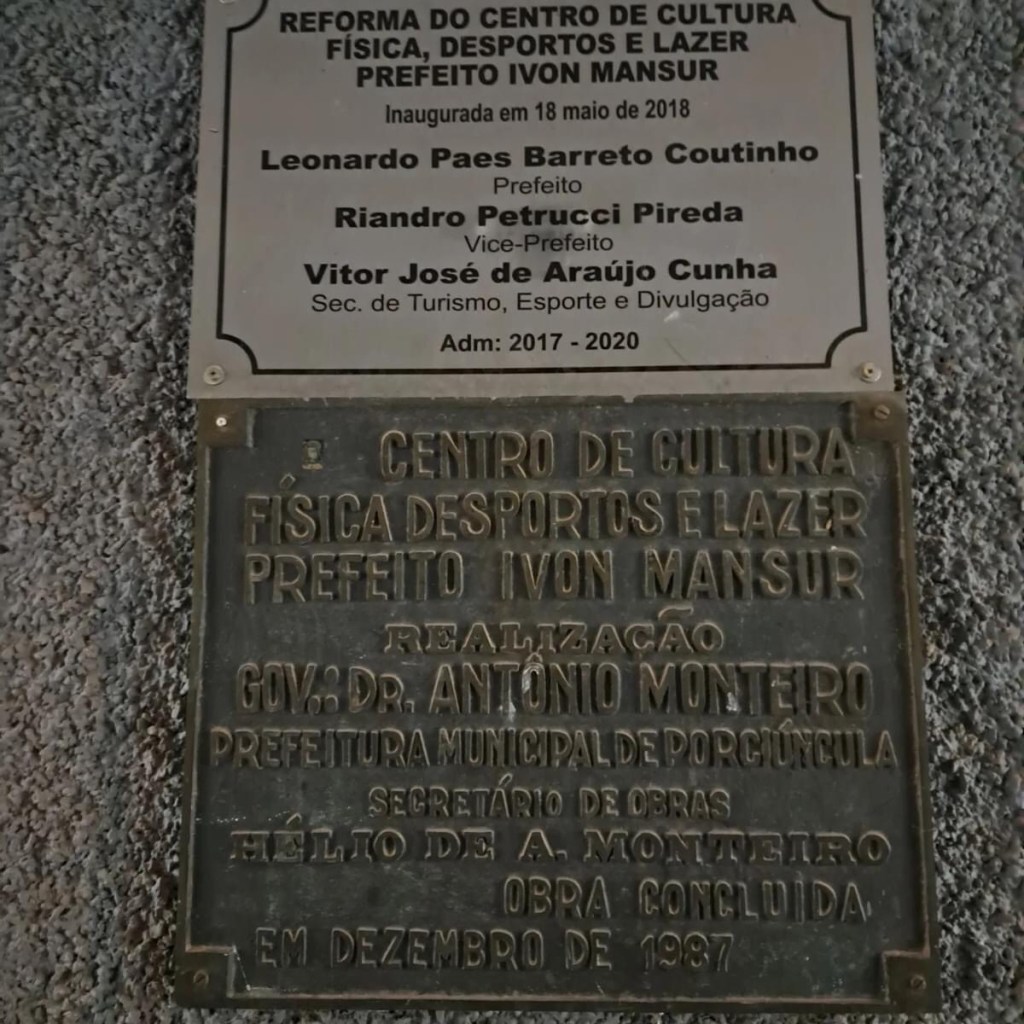 REFORMA DO CENTRO DE CULTURA
FÍSICA, DESPORTOS E LAZER
PREFEITO IVON MANSUR
Inaugurada em 18 maio de 2018
Leonardo Paes Barreto Coutinho
Prefeito
Riandro Petrucci Pireda
Vice-Prefeito
Vitor José de Araújo Cunha
Sec. de Turismo, Esporte e Divulgação
Adm: 2017 - 2020
CENTRO DE CULTURA
FÍSICA DESPORTOS E LAZER
PREFEITO IVON MANSUR
REALIZAÇÃO
GOV.: DR. ANTÔNIO MONTEIRO
PREFEITURA MUNICIPAL DE PORCIÚNCULA
SECRETÁRIO DE OBRAS
HÉLIO DE A. MONTEIRO
OBRA CONCLUIDA
EM DEZEMBRO DE 1987